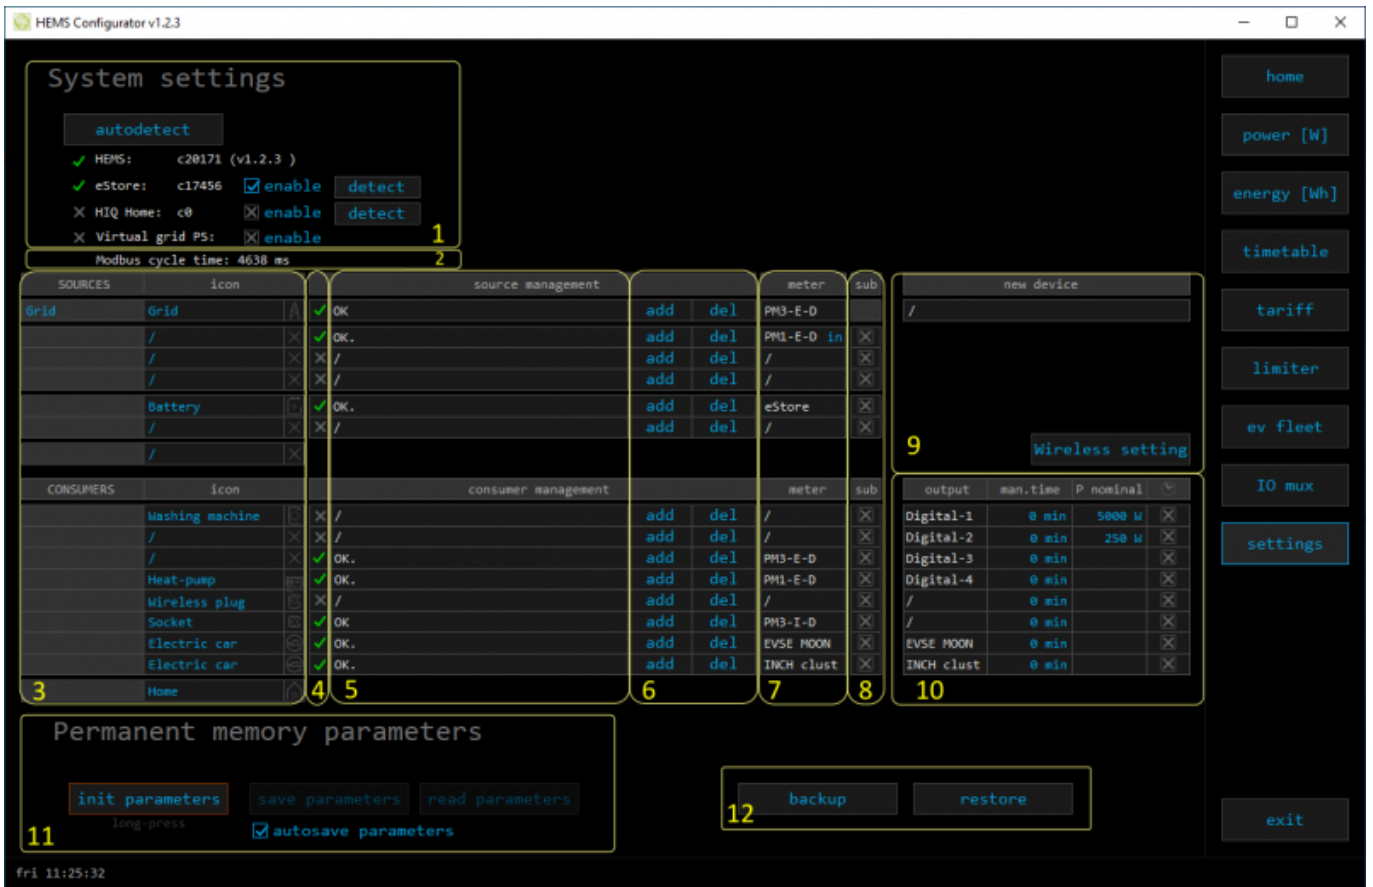 HEMS Configurator v1.2.3
System settings
home
autodetect
power [W]
HEMS: c20171 (v1.2.3 )
eStore: c17456 enable detect
energy [Wh]
HIQ Home: c0 enable detect
Virtual grid PS: enable 1
timetable
Modbus cycle time: 4638 ms 2
SOURCES icon source management meter sub new device
Grid Grid OK add del PM3-E-D /
tariff
/ OK. add del PM1-E-D in
/ / add del /
/ / add del /
limiter
Battery OK. add del eStore
/ / add del /
ev fleet
/ 9 Wireless setting
CONSUMERS icon consumer management meter sub output man.time P nominal
IO mux
Washing machine / add del / Digital-1 0 min 5000 W
/ / add del / Digital-2 0 min 250 W
settings
/ OK. add del PM3-E-D Digital-3 0 min
Heat-pump OK. add del PM1-E-D Digital-4 0 min
Wireless plug / add del / / 0 min
Socket OK add del PM3-I-D / 0 min
Electric car OK. add del EVSE MOON EVSE MOON 0 min
Electric car OK. add del INCH clust INCH clust 0 min
3 Home 4 5 6 7 8 10
Permanent memory parameters
init parameters save parameters read parameters
backup restore
12
long-press
autosave parameters
11
exit
fri 11:25:32